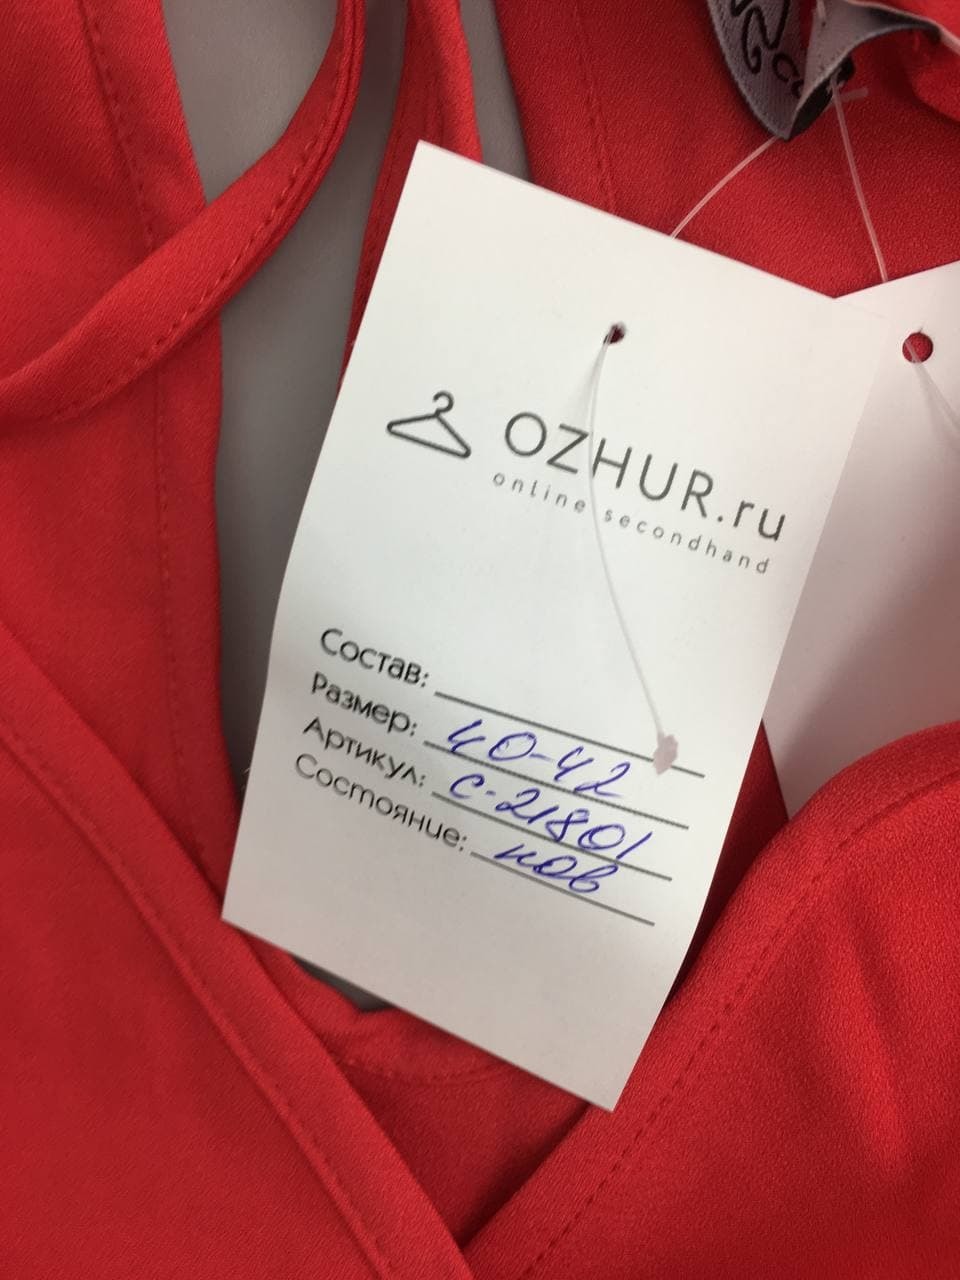 OZHUR.ru
online secondhand
Состав:
Размер: 40-42
Артикул: С-21801
Состояние: нов